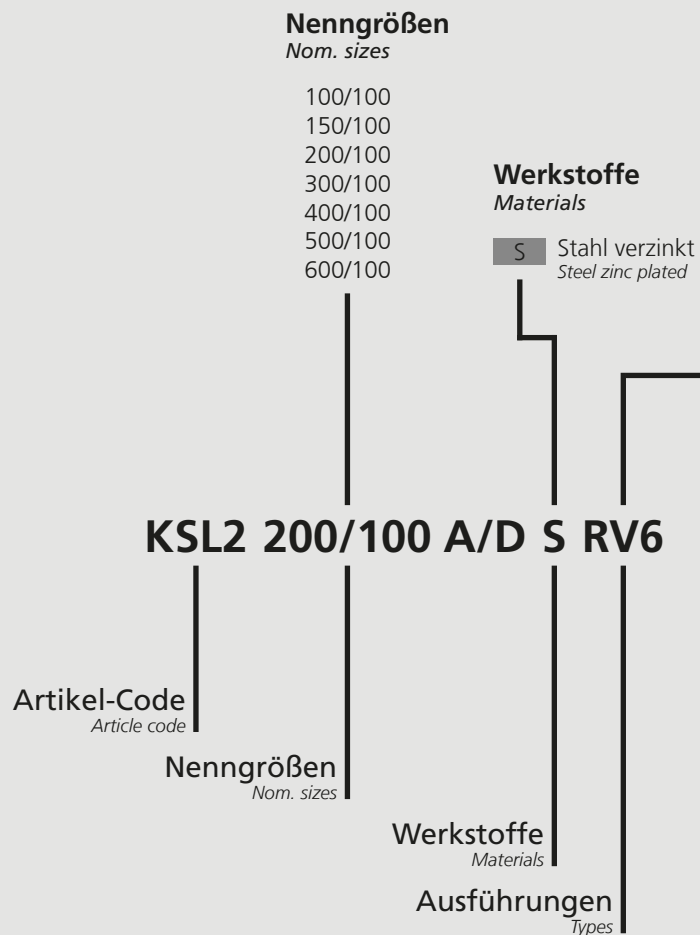 Nenngrößen
Nom. sizes
100/100
150/100
200/100
300/100
400/100
500/100
600/100
Werkstoffe
Materials
S Stahl verzinkt
Steel zinc plated
KSL2 200/100 A/D S RV6
Artikel-Code
Article code
Nenngrößen
Nom. sizes
Werkstoffe
Materials
Ausführungen
Types